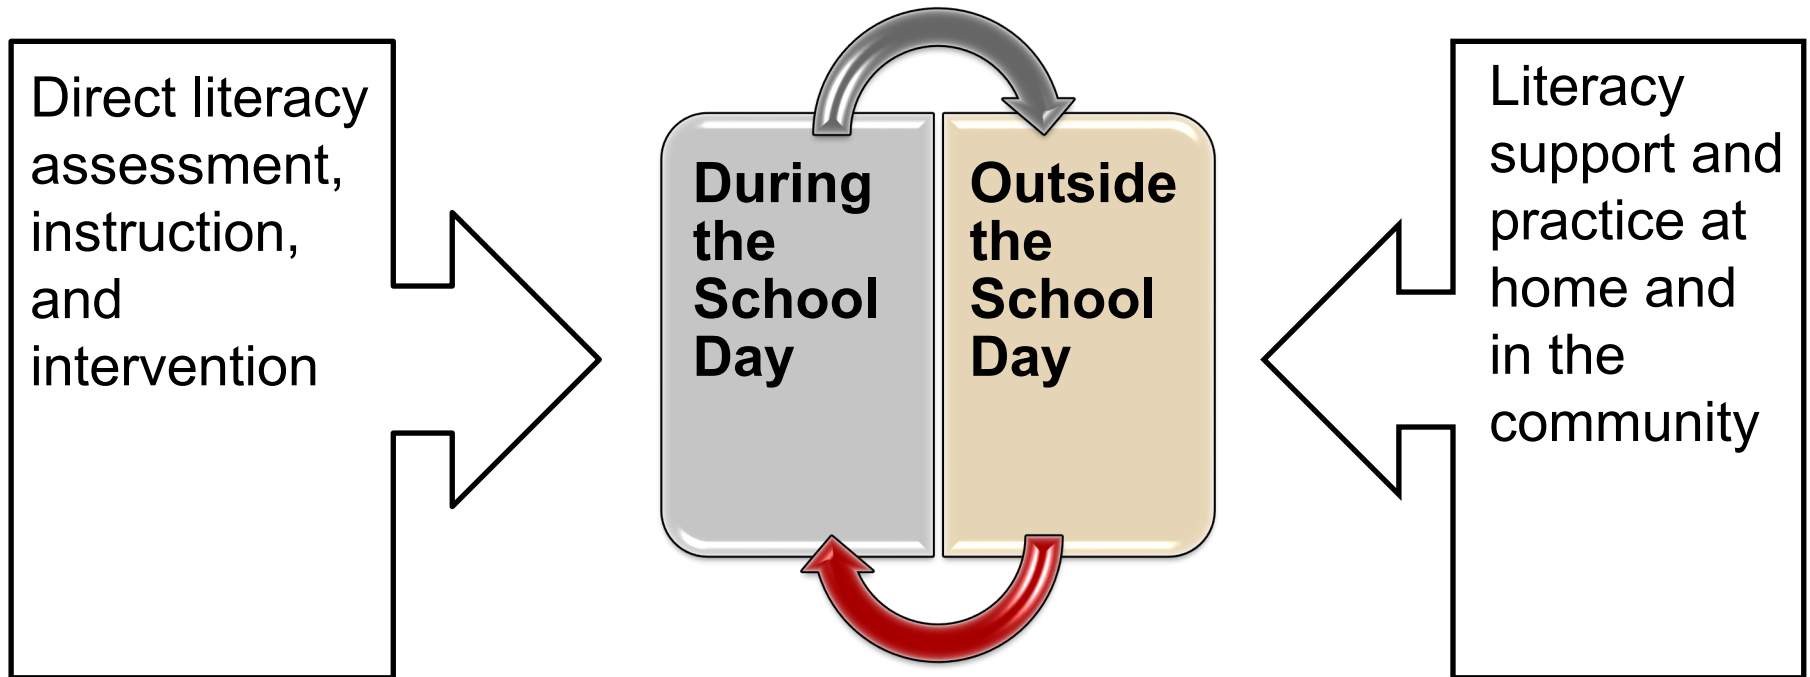 Direct literacy
assessment,
instruction,
and
intervention
During
the
School
Day
Outside
the
School
Day
Literacy
support and
practice at
home and
in the
community